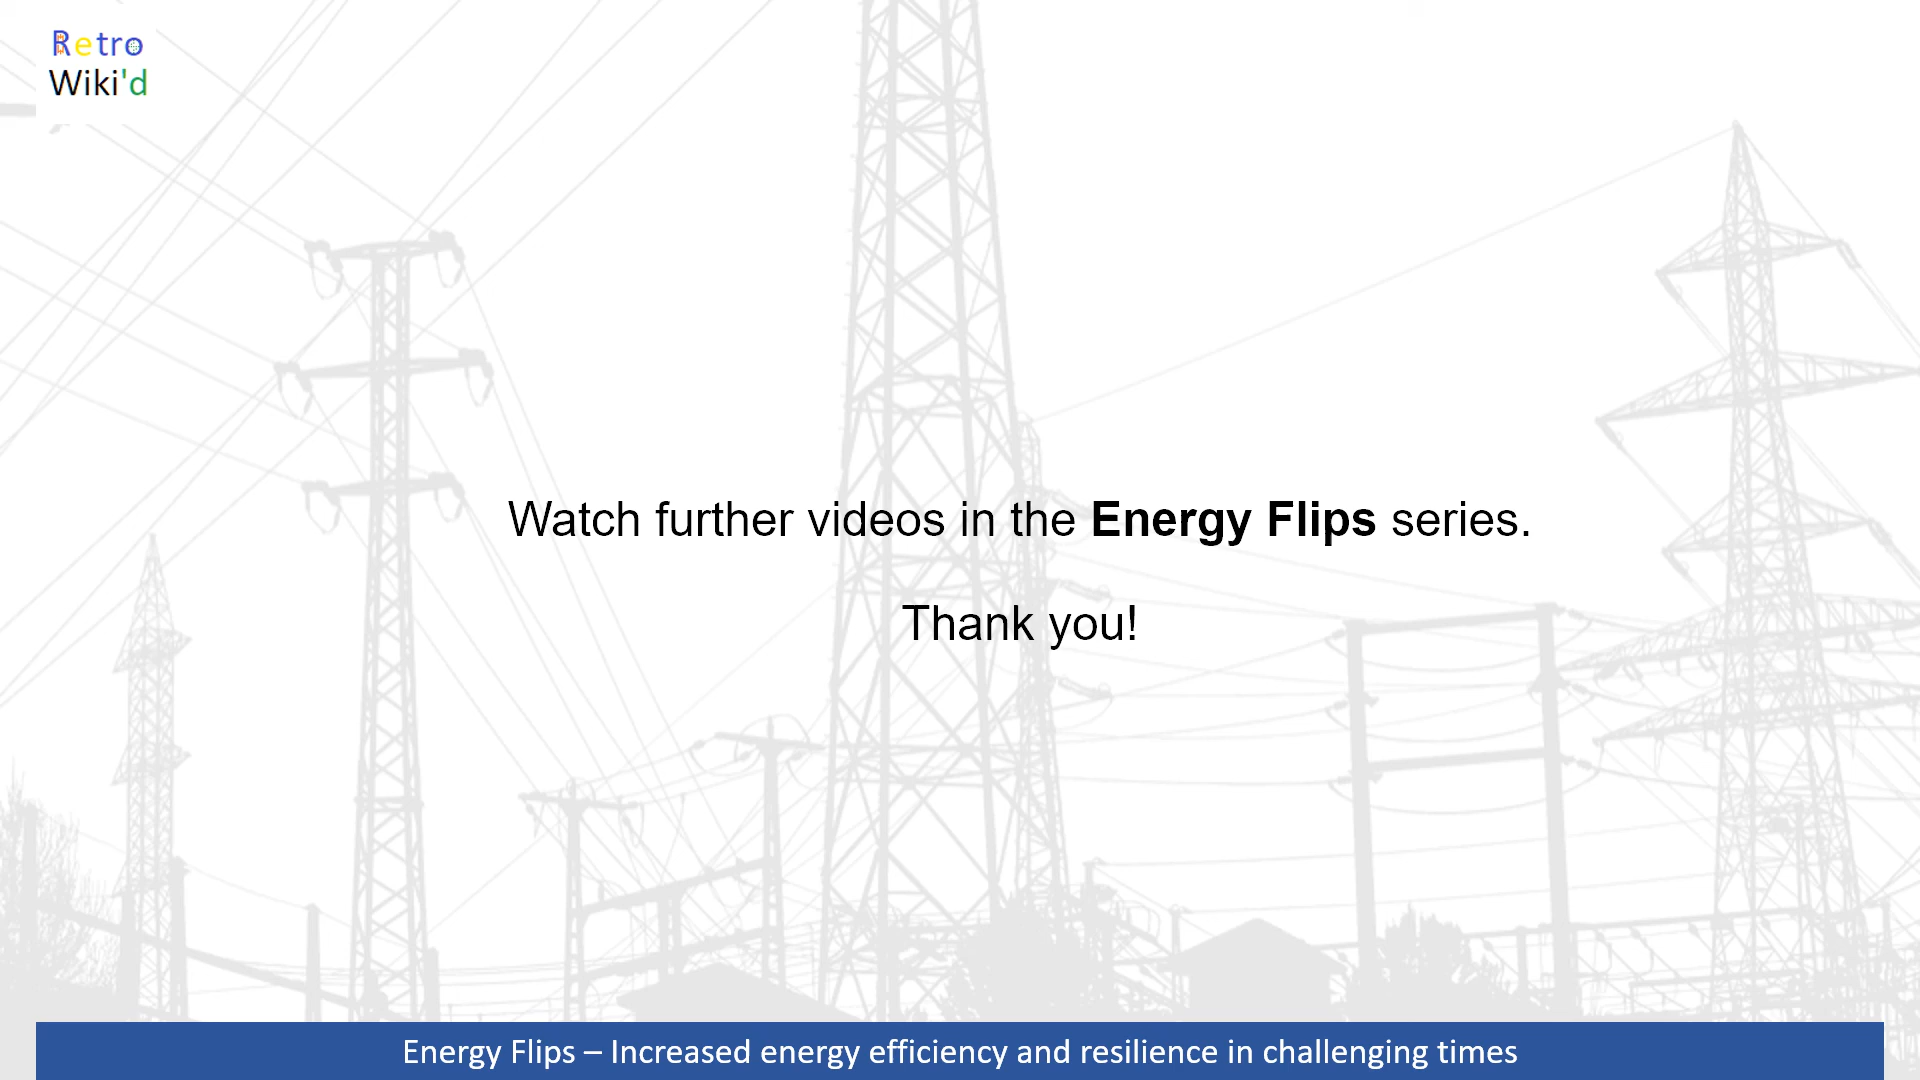 Retro
Wiki'd
Watch further videos in the Energy Flips series.
Thank you!
Energy Flips – Increased energy efficiency and resilience in challenging times